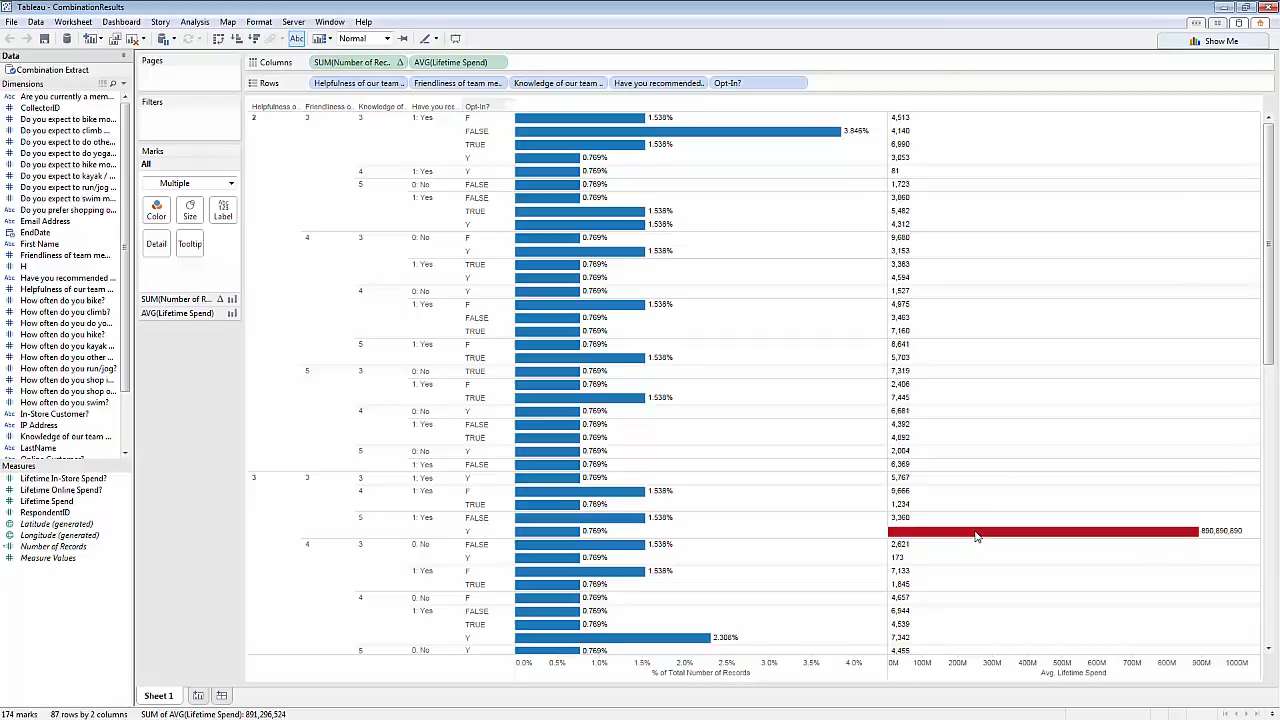 Tableau - CombinationResults
File Data Worksheet Dashboard Story Analysis Map Format Server Window Help
Abc Normal Show Me
Data
Combination Extract
Dimensions
Are you currently a mem...
CollectorID
Do you expect to bike mo...
Do you expect to climb ...
Do you expect to do othe...
Do you expect to do yoga...
Do you expect to hike mo...
Do you expect to kayak / ...
Do you expect to run/jog ...
Do you expect to swim m...
Do you prefer shopping o...
Email Address
EndDate
First Name
Friendliness of team me...
H
Have you recommended ...
Helpfulness of our team ...
How often do you bike?
How often do you climb?
How often do you do yo...
How often do you hike?
How often do you kayak ...
How often do you other ...
How often do you run/jog?
How often do you shop i...
How often do you shop o...
How often do you swim?
In-Store Customer?
IP Address
Knowledge of our team ...
LastName
Measures
Lifetime In-Store Spend?
Lifetime Online Spend?
Lifetime Spend
RespondentID
Latitude (generated)
Longitude (generated)
Number of Records
Measure Values
Pages
Filters
Marks
All
Multiple
Color Size Label
Detail Tooltip
SUM(Number of R... Δ
AVG(Lifetime Spend)
Columns SUM(Number of Rec.. Δ AVG(Lifetime Spend)
Rows Helpfulness of our team .. Friendliness of team me.. Knowledge of our team .. Have you recommended.. Opt-In?
Helpfulness o.. Friendliness o.. Knowledge of.. Have you rec... Opt-In?
2 3 3 1: Yes F 1.538% 4,513
FALSE 3.846% 4,140
TRUE 1.538% 6,990
Y 0.769% 3,053
4 1: Yes Y 0.769% 81
5 0: No FALSE 0.769% 1,723
1: Yes FALSE 0.769% 3,860
TRUE 1.538% 5,482
Y 1.538% 4,312
4 3 0: No F 0.769% 9,680
Y 1.538% 3,153
1: Yes TRUE 0.769% 3,383
Y 0.769% 4,594
4 0: No Y 0.769% 1,527
1: Yes F 1.538% 4,975
FALSE 0.769% 3,463
TRUE 0.769% 7,160
5 1: Yes F 0.769% 8,641
TRUE 1.538% 5,703
5 3 0: No TRUE 0.769% 7,319
1: Yes F 0.769% 2,406
TRUE 1.538% 7,445
4 0: No Y 0.769% 6,681
1: Yes FALSE 0.769% 4,392
TRUE 0.769% 4,892
5 0: No Y 0.769% 2,004
1: Yes FALSE 0.769% 6,369
3 3 3 1: Yes Y 0.769% 5,767
4 1: Yes F 1.538% 9,666
TRUE 0.769% 1,234
5 1: Yes F 1.538% 3,360
Y 0.769% 890,890,890
4 3 0: No FALSE 1.538% 2,621
Y 0.769% 173
1: Yes F 1.538% 7,133
TRUE 0.769% 1,845
4 0: No F 0.769% 4,657
1: Yes FALSE 0.769% 6,944
TRUE 0.769% 4,539
Y 2.308% 7,342
5 0: No Y 0.769% 4,455
0.0% 0.5% 1.0% 1.5% 2.0% 2.5% 3.0% 3.5% 4.0% 0M 100M 200M 300M 400M 500M 600M 700M 800M 900M 1000M
% of Total Number of Records Avg. Lifetime Spend
Sheet 1
174 marks 87 rows by 2 columns SUM of AVG(Lifetime Spend): 891,296,524